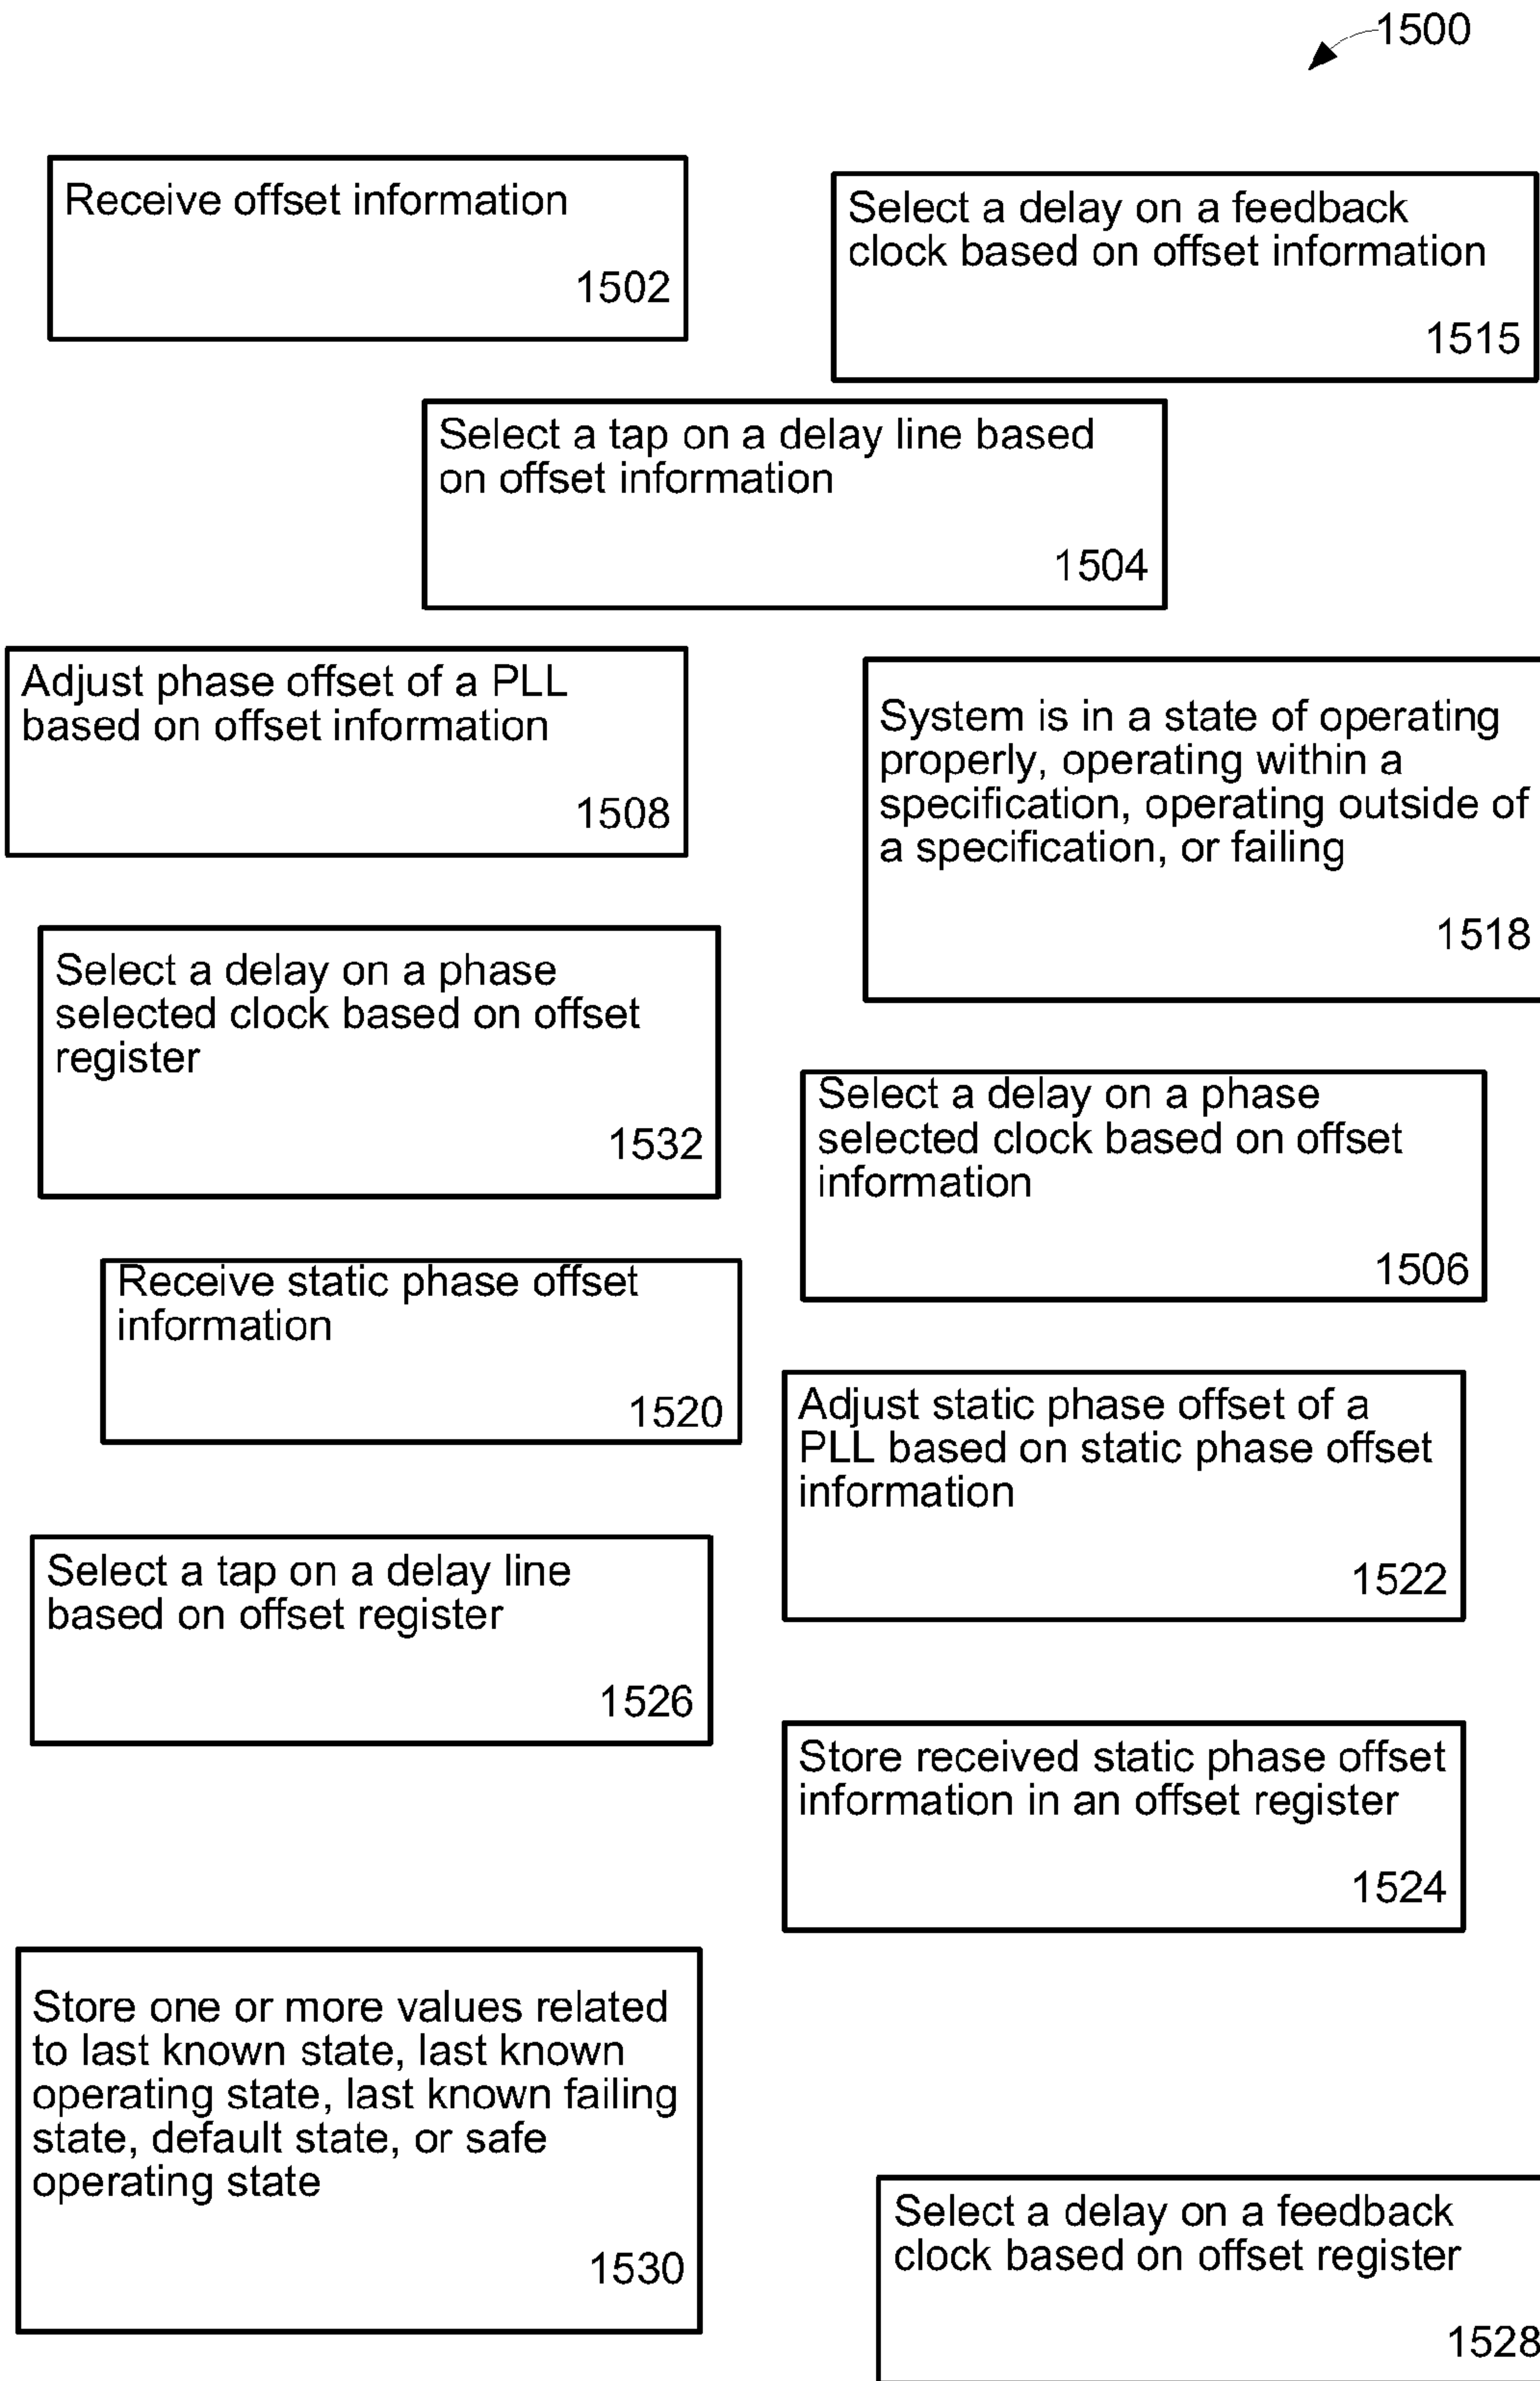 1500
Receive offset information
1502
Select a delay on a feedback
clock based on offset information
1515
Select a tap on a delay line based
on offset information
1504
Adjust phase offset of a PLL
based on offset information
1508
System is in a state of operating
properly, operating within a
specification, operating outside of
a specification, or failing
1518
Select a delay on a phase
selected clock based on offset
register
1532
Select a delay on a phase
selected clock based on offset
information
1506
Receive static phase offset
information
1520
Adjust static phase offset of a
PLL based on static phase offset
information
1522
Select a tap on a delay line
based on offset register
1526
Store received static phase offset
information in an offset register
1524
Store one or more values related
to last known state, last known
operating state, last known failing
state, default state, or safe
operating state
1530
Select a delay on a feedback
clock based on offset register
1528